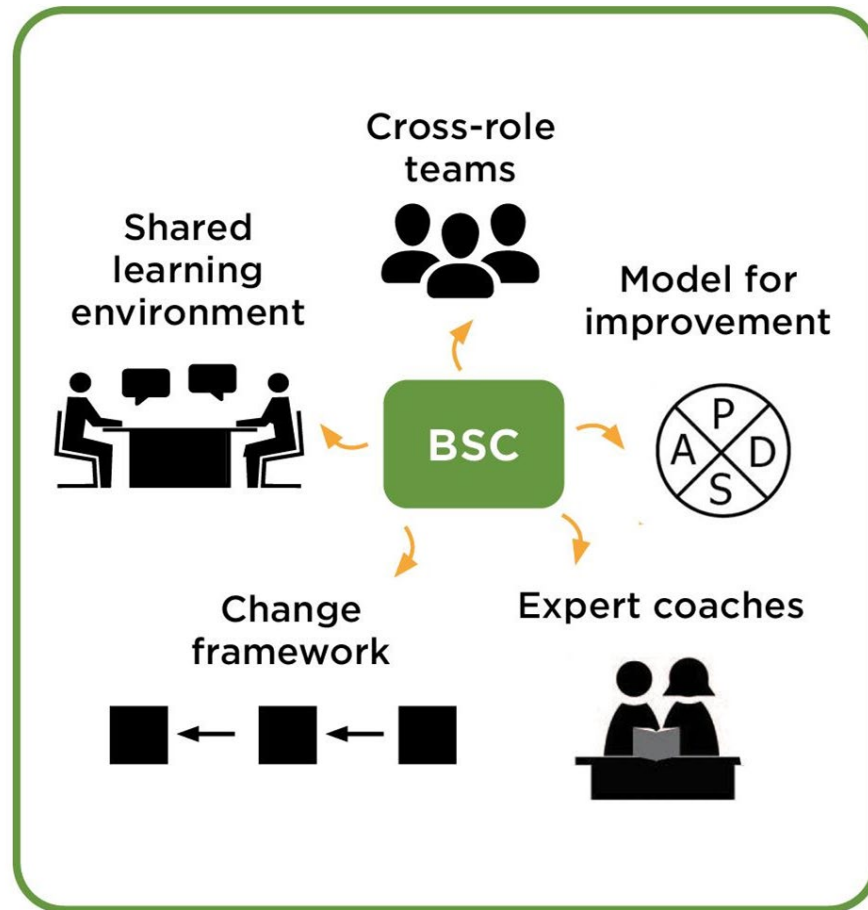 Cross-role
teams
Shared
learning
environment
Model for
improvement
BSC
P
A D
S
Change
framework
Expert coaches